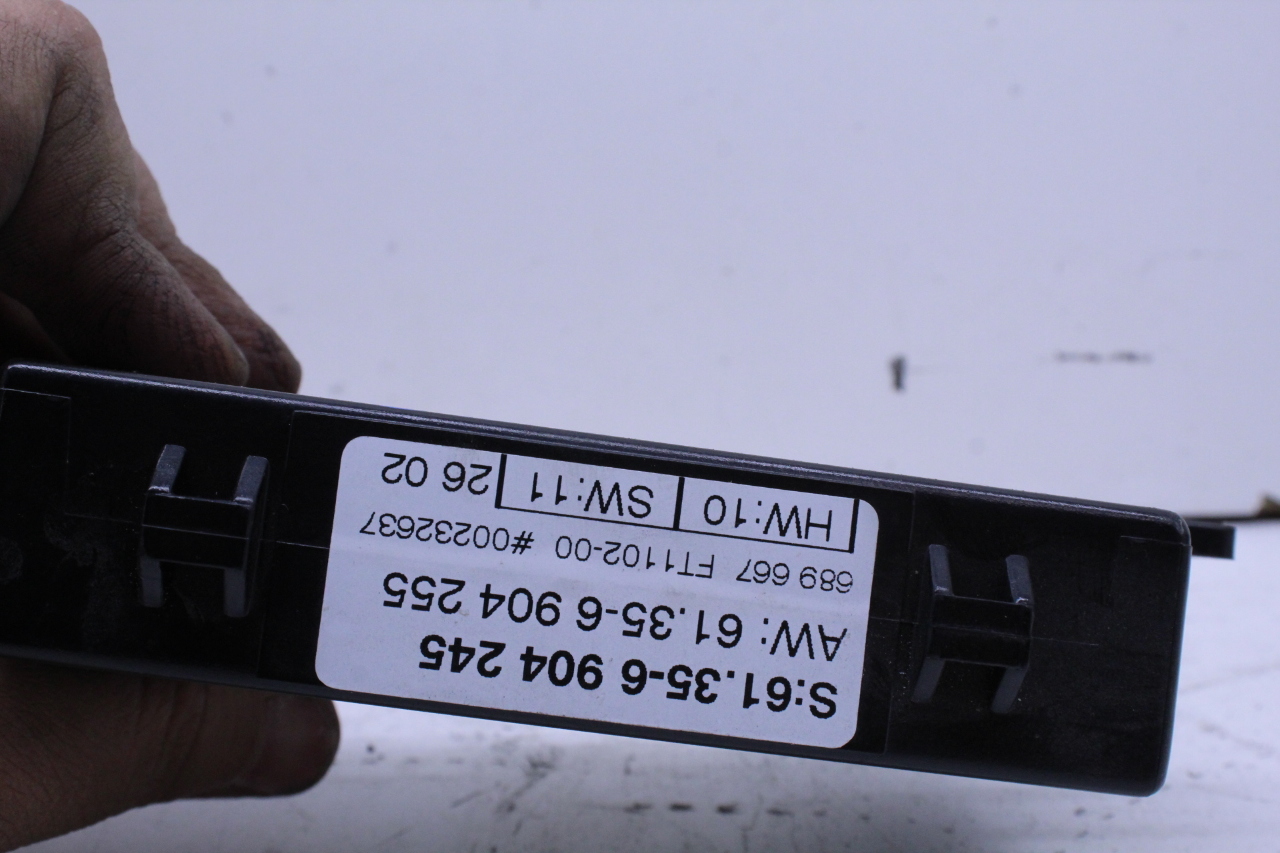 S:61.35-6 904 245
AW: 61.35-6 904 255
689 667 FT1102-00 #00232637
HW:10 SW:11 26 02